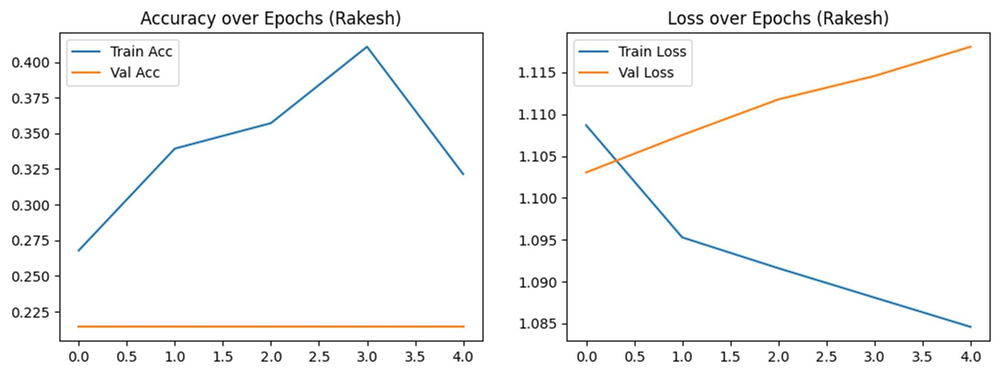 Accuracy over Epochs (Rakesh)
Train Acc
Val Acc
0.400
0.375
0.350
0.325
0.300
0.275
0.250
0.225
0.0 0.5 1.0 1.5 2.0 2.5 3.0 3.5 4.0
Loss over Epochs (Rakesh)
Train Loss
Val Loss
1.115
1.110
1.105
1.100
1.095
1.090
1.085
0.0 0.5 1.0 1.5 2.0 2.5 3.0 3.5 4.0